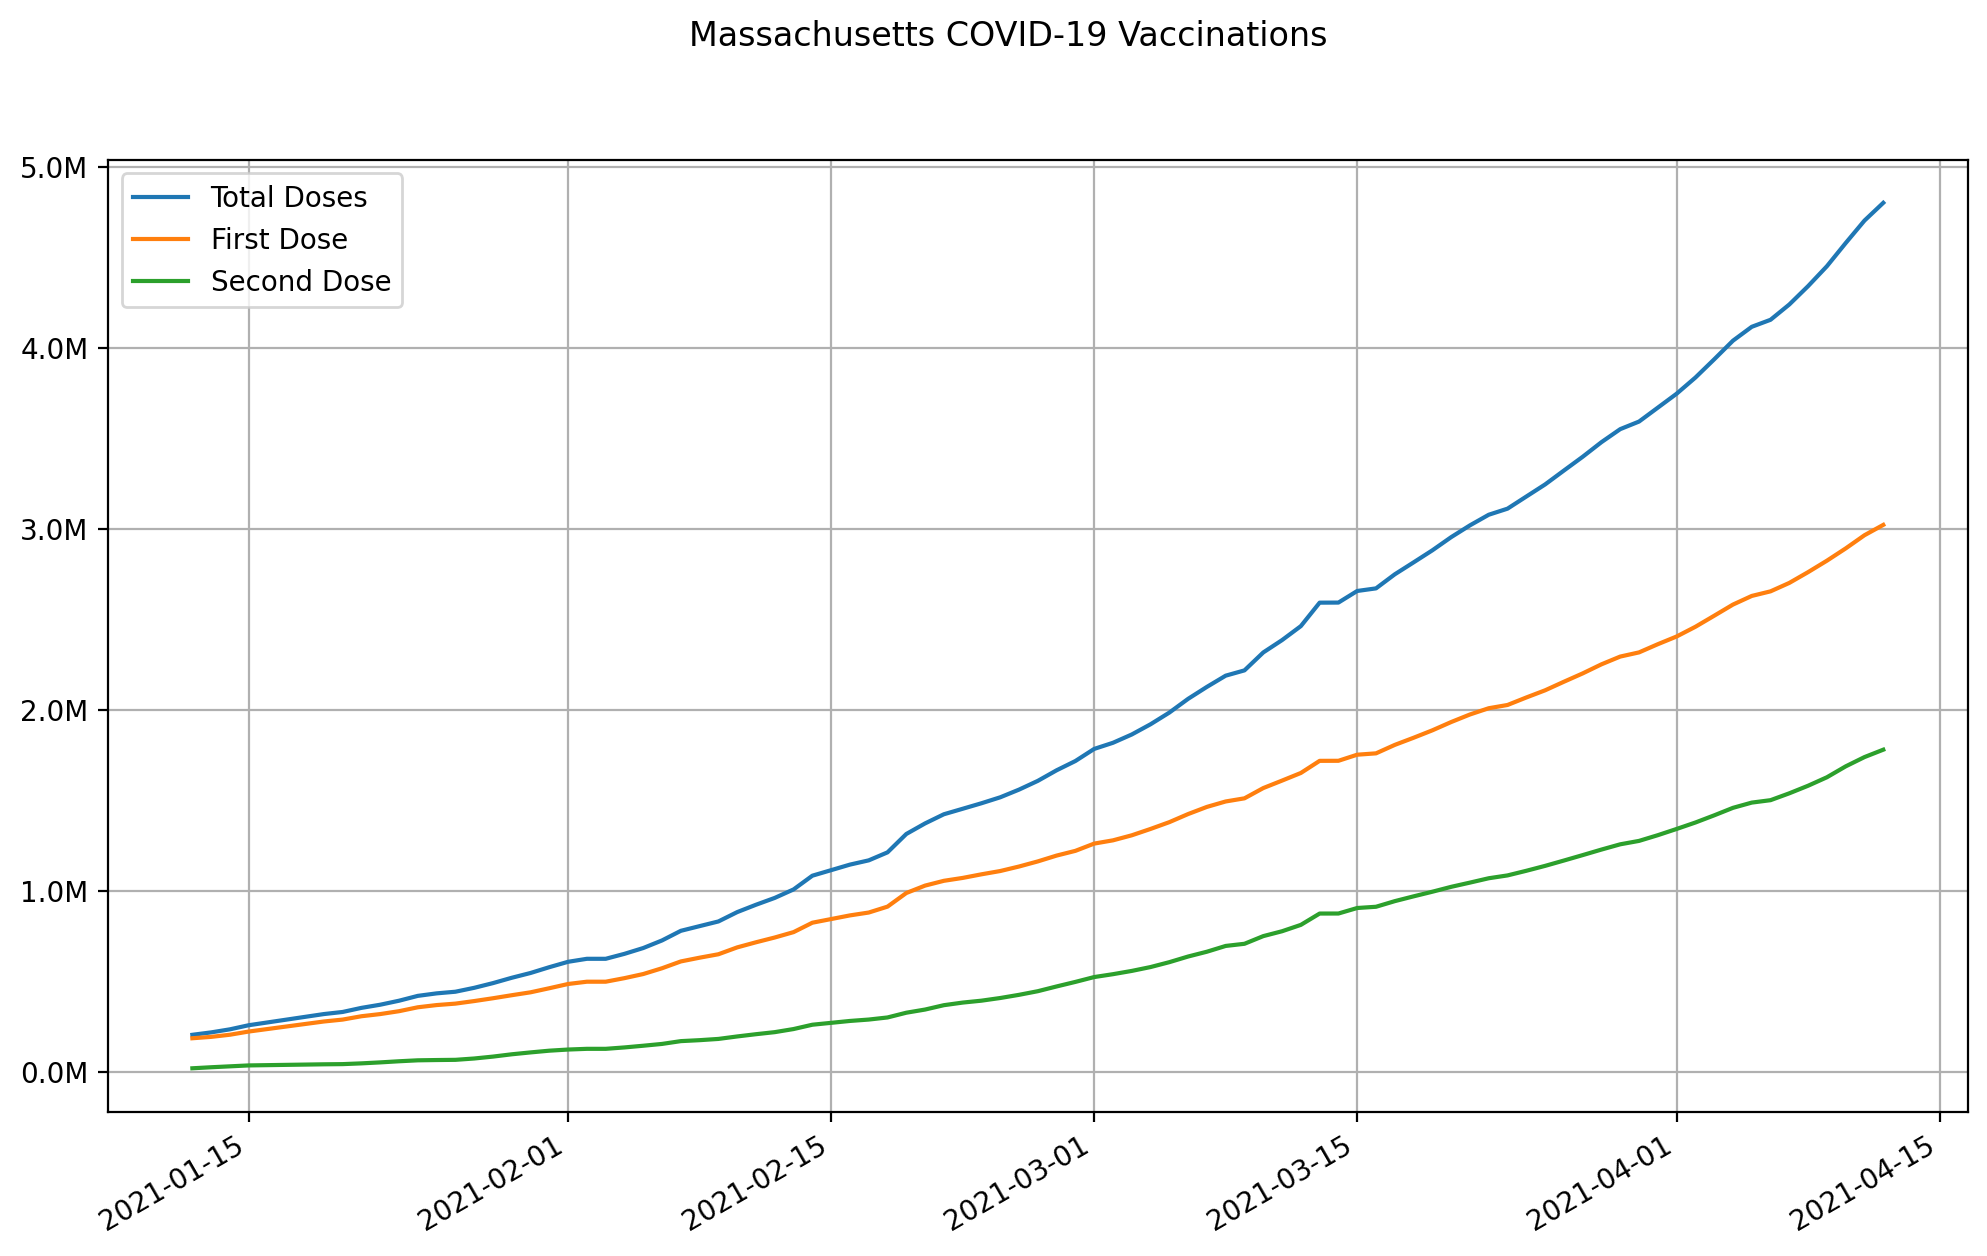 Massachusetts COVID-19 Vaccinations
5.0M
4.0M
3.0M
2.0M
1.0M
0.0M
Total Doses
First Dose
Second Dose
2021-01-15
2021-02-01
2021-02-15
2021-03-01
2021-03-15
2021-04-01
2021-04-15